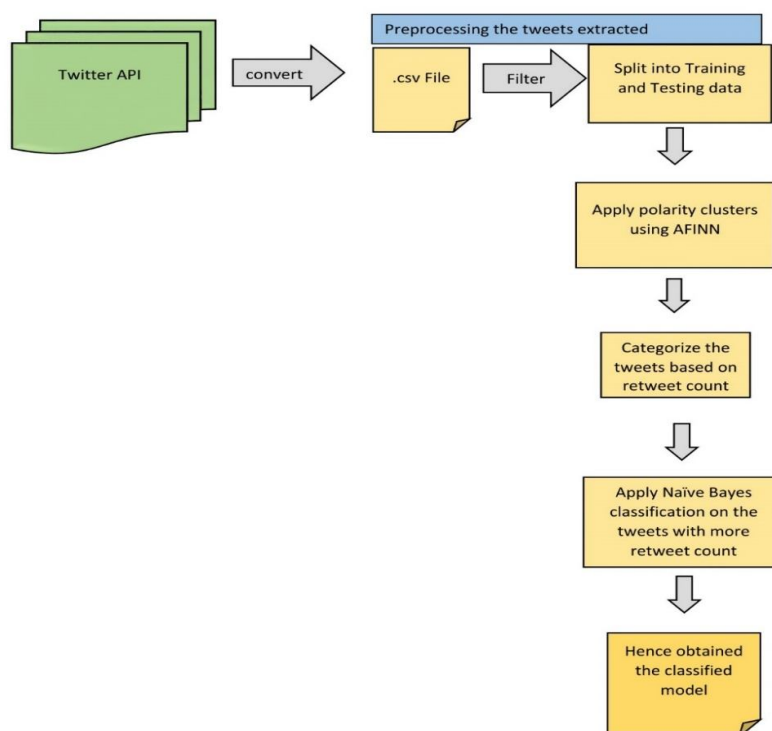 Preprocessing the tweets extracted
Twitter API
convert
.csv File
Filter
Split into Training
and Testing data
Apply polarity clusters
using AFINN
Categorize the
tweets based on
retweet count
Apply Naïve Bayes
classification on the
tweets with more
retweet count
Hence obtained
the classified
model